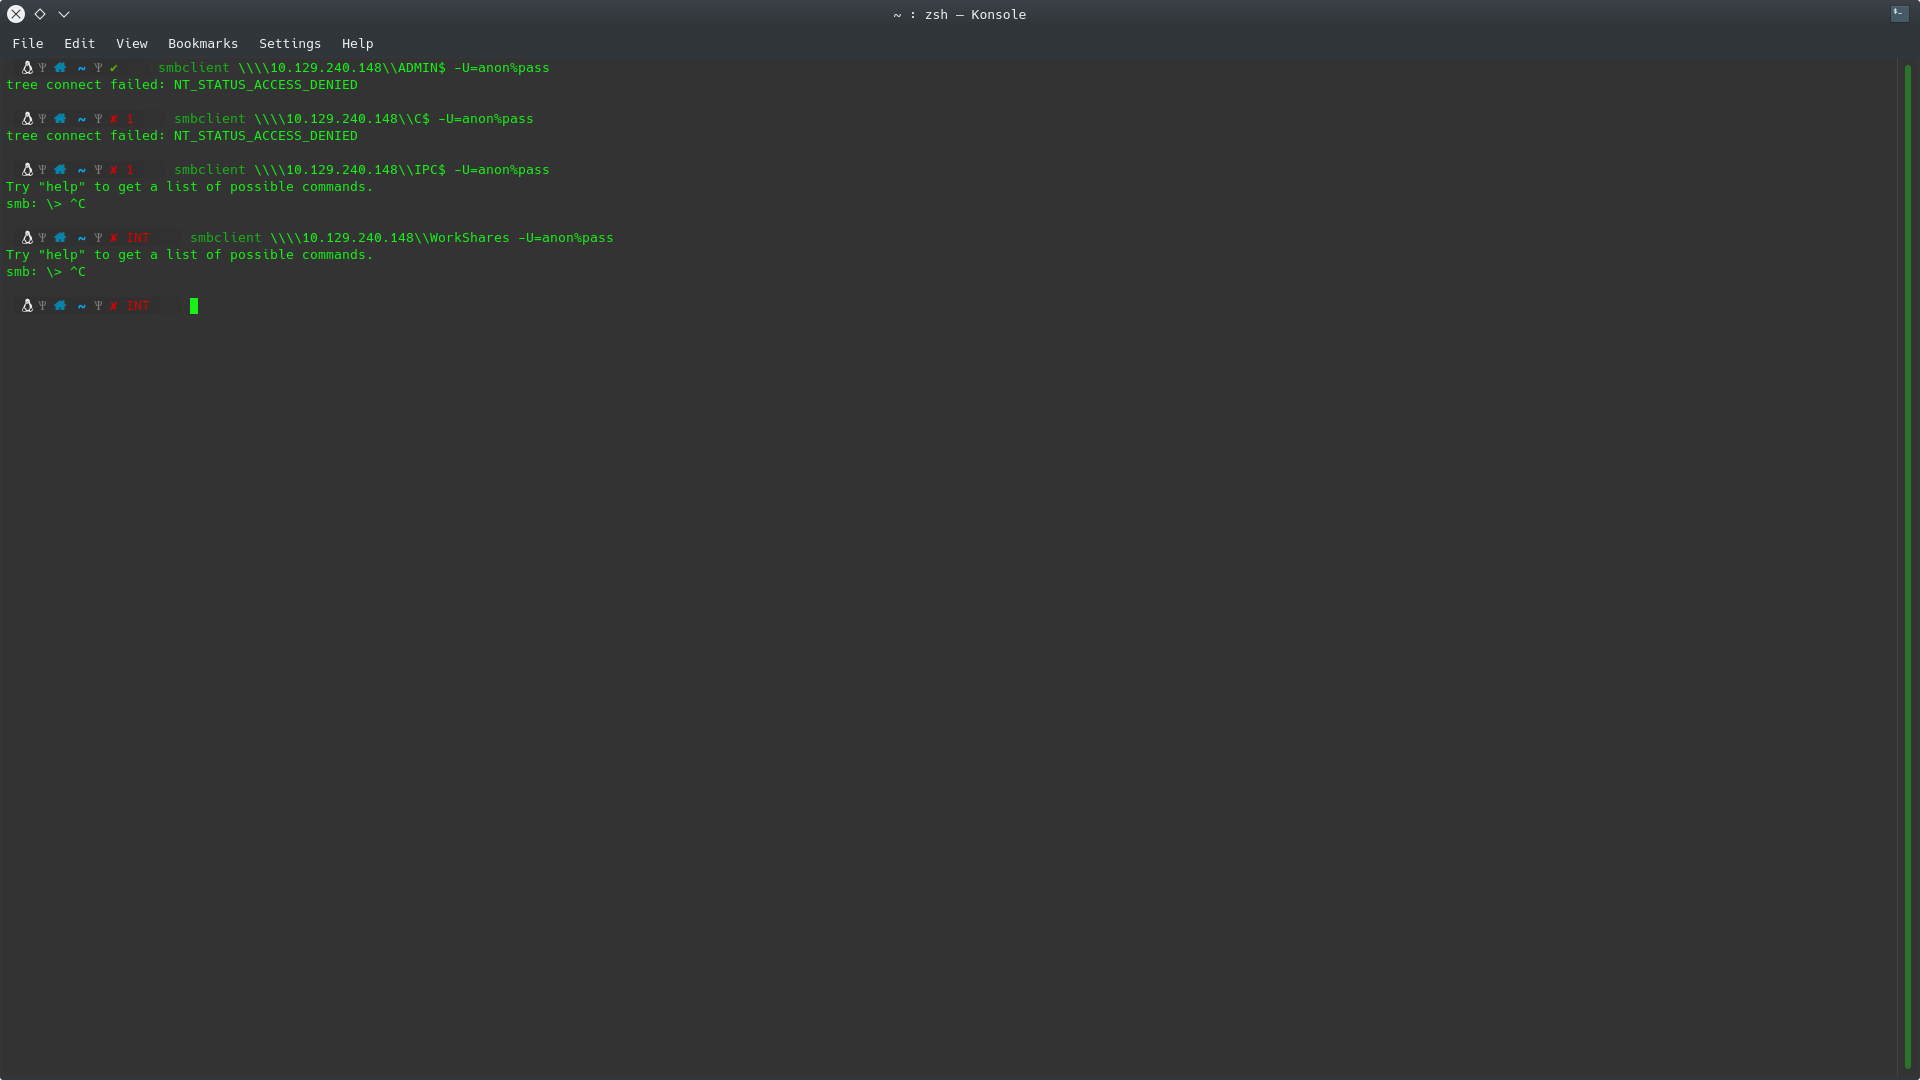 ~ : zsh — Konsole
File Edit View Bookmarks Settings Help
~ ✔ smbclient \\\\10.129.240.148\\ADMIN$ -U=anon%pass
tree connect failed: NT_STATUS_ACCESS_DENIED
~ ✘ 1 smbclient \\\\10.129.240.148\\C$ -U=anon%pass
tree connect failed: NT_STATUS_ACCESS_DENIED
~ ✘ 1 smbclient \\\\10.129.240.148\\IPC$ -U=anon%pass
Try "help" to get a list of possible commands.
smb: \> ^C
~ ✘ INT smbclient \\\\10.129.240.148\\WorkShares -U=anon%pass
Try "help" to get a list of possible commands.
smb: \> ^C
~ ✘ INT